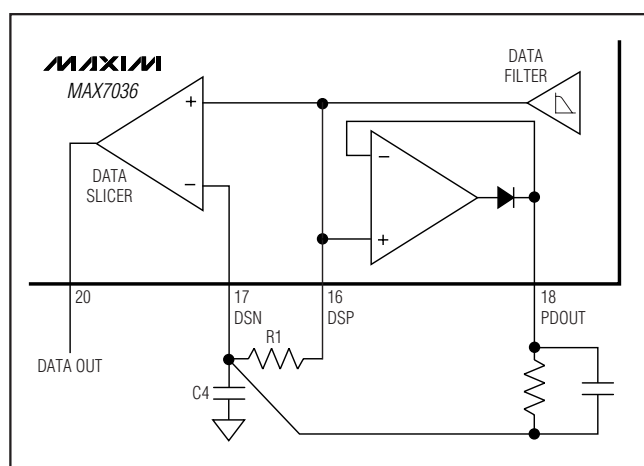 MAXIM
MAX7036
DATA
FILTER
+
−
DATA
SLICER
−
+
20
17
DSN
16
DSP
18
PDOUT
R1
DATA OUT
C4